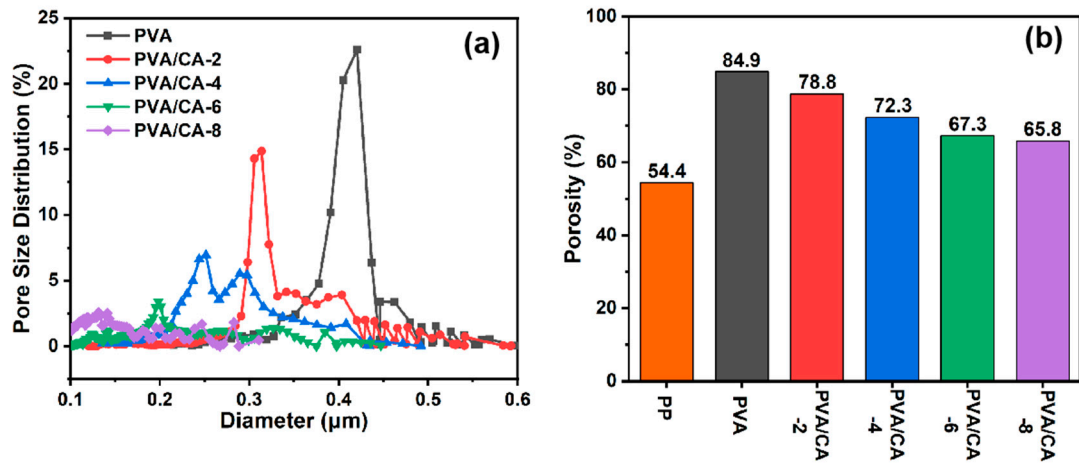 (a)
PVA
PVA/CA-2
PVA/CA-4
PVA/CA-6
PVA/CA-8
Pore Size Distribution (%)
25
20
15
10
5
0
0.1 0.2 0.3 0.4 0.5 0.6
Diameter (μm)
(b)
Porosity (%)
100
80
60
40
20
0
54.4
84.9
78.8
72.3
67.3
65.8
PP
PVA
PVA/CA
-2
PVA/CA
-4
PVA/CA
-6
PVA/CA
-8